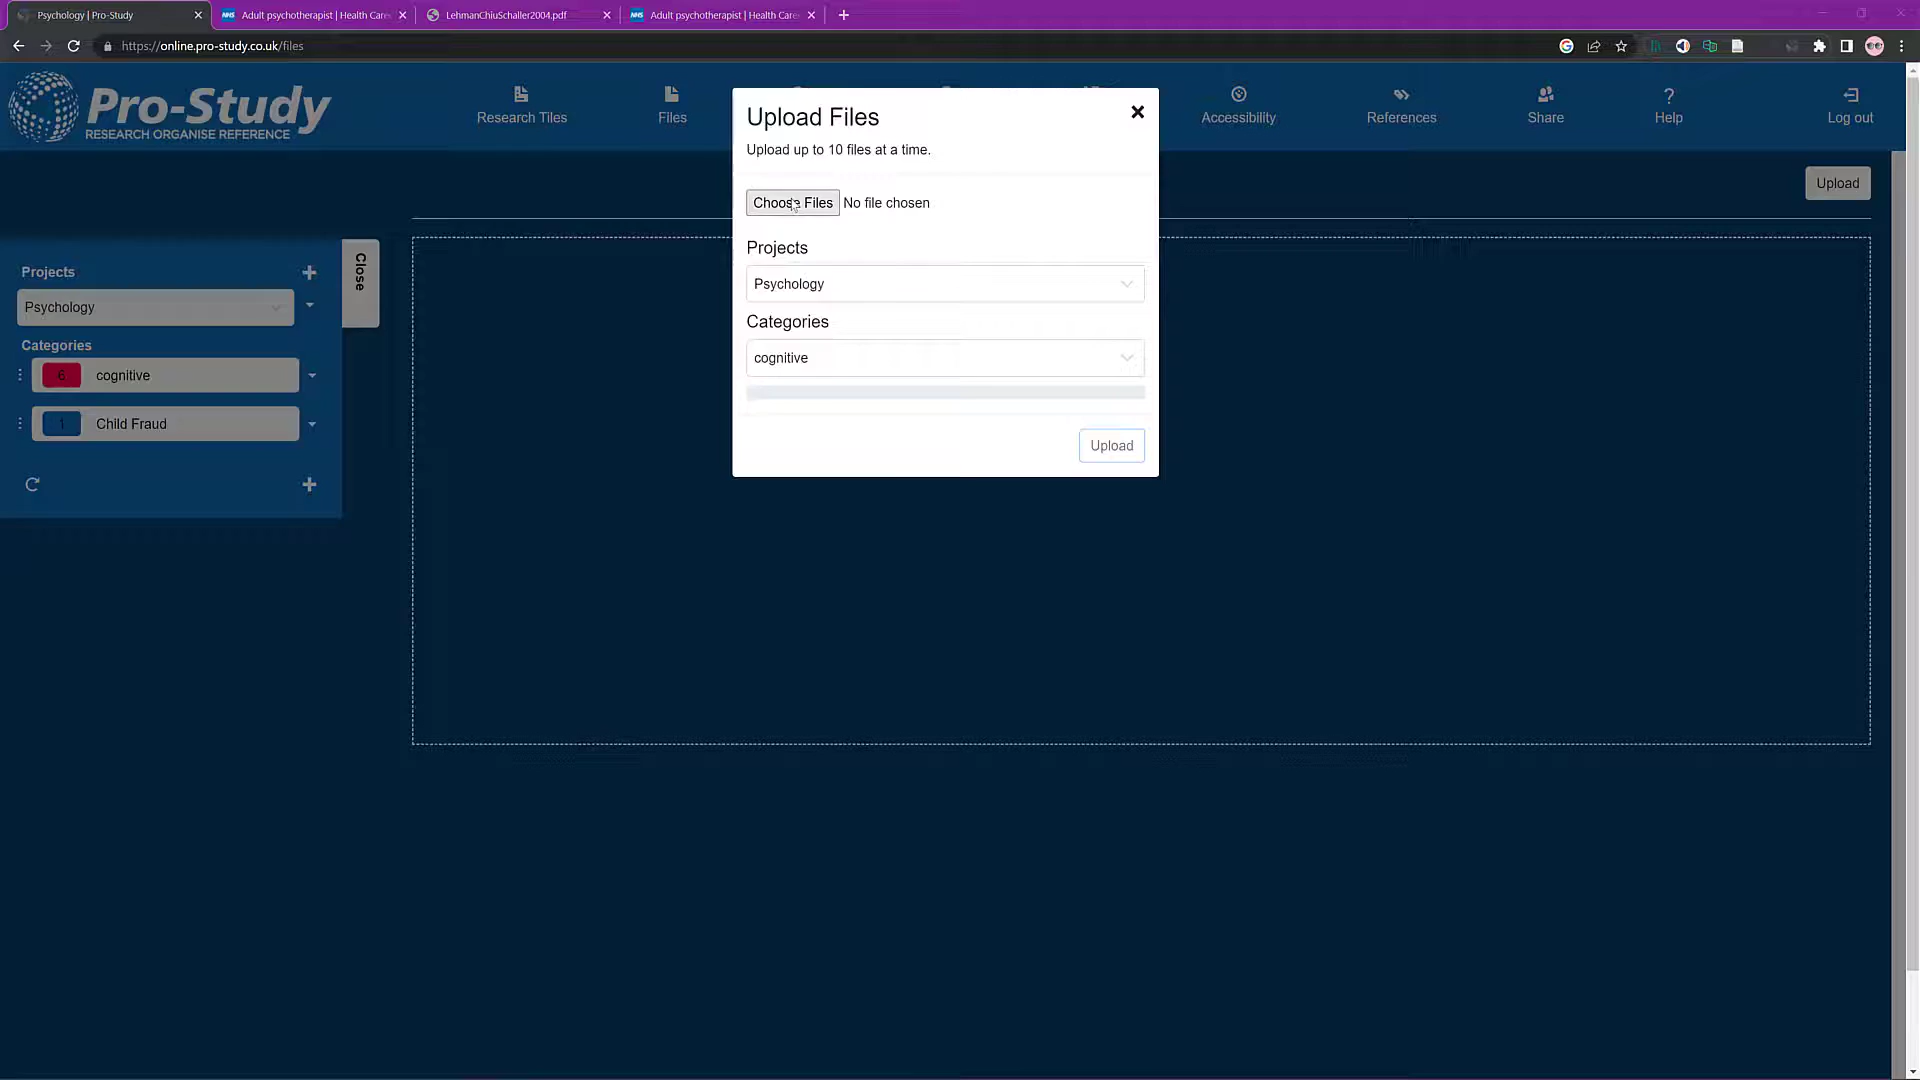 Psychology | Pro-Study
NHS Adult psychotherapist | Health Care
LehmanChiuSchaller2004.pdf
NHS Adult psychotherapist | Health Care
https://online.pro-study.co.uk/files
Pro-Study
RESEARCH ORGANISE REFERENCE
Research Tiles
Files
Accessibility
References
Share
Help
Log out
Upload
Upload Files
Upload up to 10 files at a time.
Choose Files No file chosen
Projects
Psychology
Categories
cognitive
Upload
Projects
Psychology
Close
Categories
6 cognitive
1 Child Fraud